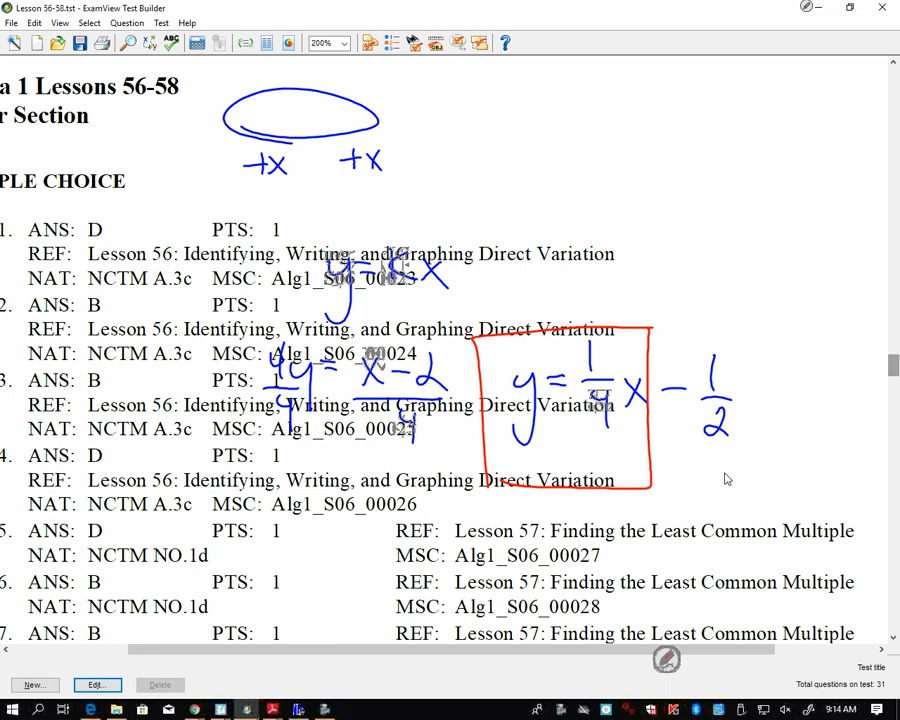 Lesson 56-58.tst - ExamView Test Builder
File Edit View Select Question Test Help
200%
a 1 Lessons 56-58
r Section
+x +x
PLE CHOICE
1. ANS: D PTS: 1
REF: Lesson 56: Identifying, Writing, and Graphing Direct Variation
y = kx
NAT: NCTM A.3c MSC: Alg1_S06_00023
2. ANS: B PTS: 1
REF: Lesson 56: Identifying, Writing, and Graphing Direct Variation
NAT: NCTM A.3c MSC: Alg1_S06_00024
4y/4 = x - 2/4 y = 1/4 x - 1/2
3. ANS: B PTS: 1
REF: Lesson 56: Identifying, Writing, and Graphing Direct Variation
NAT: NCTM A.3c MSC: Alg1_S06_00025
4. ANS: D PTS: 1
REF: Lesson 56: Identifying, Writing, and Graphing Direct Variation
NAT: NCTM A.3c MSC: Alg1_S06_00026
5. ANS: D PTS: 1 REF: Lesson 57: Finding the Least Common Multiple
NAT: NCTM NO.1d MSC: Alg1_S06_00027
6. ANS: B PTS: 1 REF: Lesson 57: Finding the Least Common Multiple
NAT: NCTM NO.1d MSC: Alg1_S06_00028
7. ANS: B PTS: 1 REF: Lesson 57: Finding the Least Common Multiple
Test title
New... Edit... Delete
Total questions on test: 31
9:14 AM